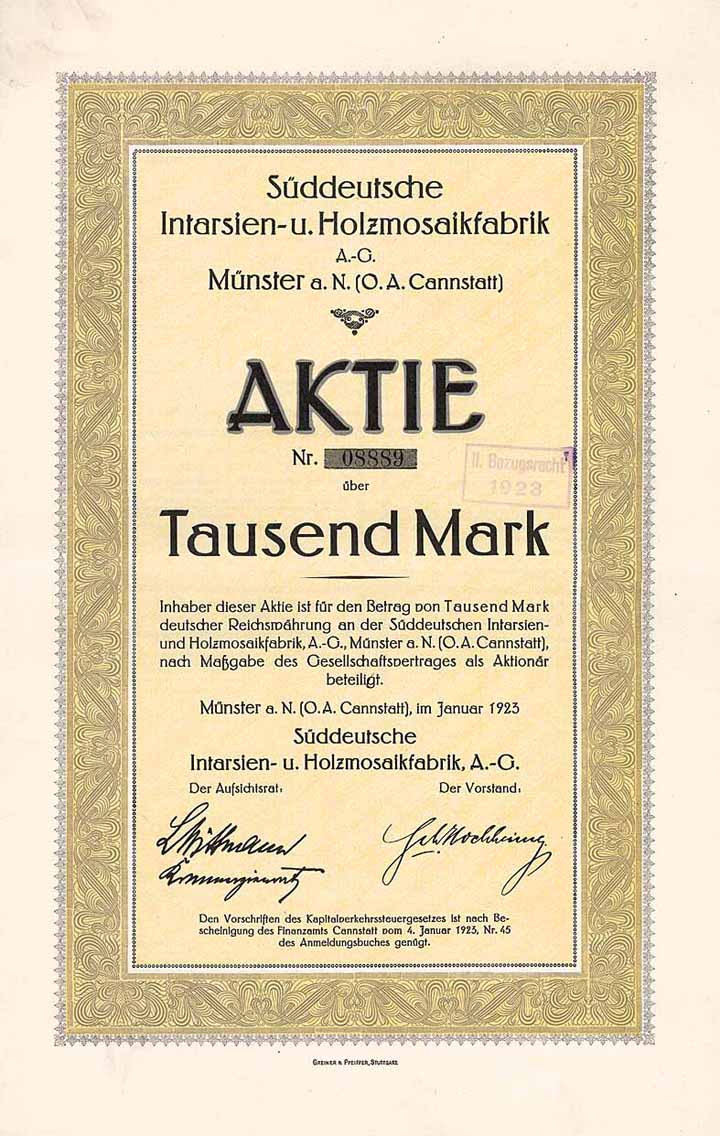 Süddeutsche
Intarsien- u. Holzmosaikfabrik
A.-G.
Münster a. N. (O. A. Cannstatt)
AKTIE
Nr. 08889
II. Bezugsrecht
1923
über
Tausend Mark
Inhaber dieser Aktie ist für den Betrag von Tausend Mark
deutscher Reichswährung an der Süddeutschen Intarsien-
und Holzmosaikfabrik, A.-G., Münster a. N. (O. A. Cannstatt),
nach Maßgabe des Gesellschaftsvertrages als Aktionär
beteiligt.
Münster a. N. (O. A. Cannstatt), im Januar 1923
Süddeutsche
Intarsien- u. Holzmosaikfabrik, A.-G.
Der Aufsichtsrat: Der Vorstand:
Den Vorschriften des Kapitalverkehrssteuergesetzes ist nach Be-
scheinigung des Finanzamts Cannstatt vom 4. Januar 1923, Nr. 45
des Anmeldungsbuches genügt.
GREINER & PFEIFFER, STUTTGART.